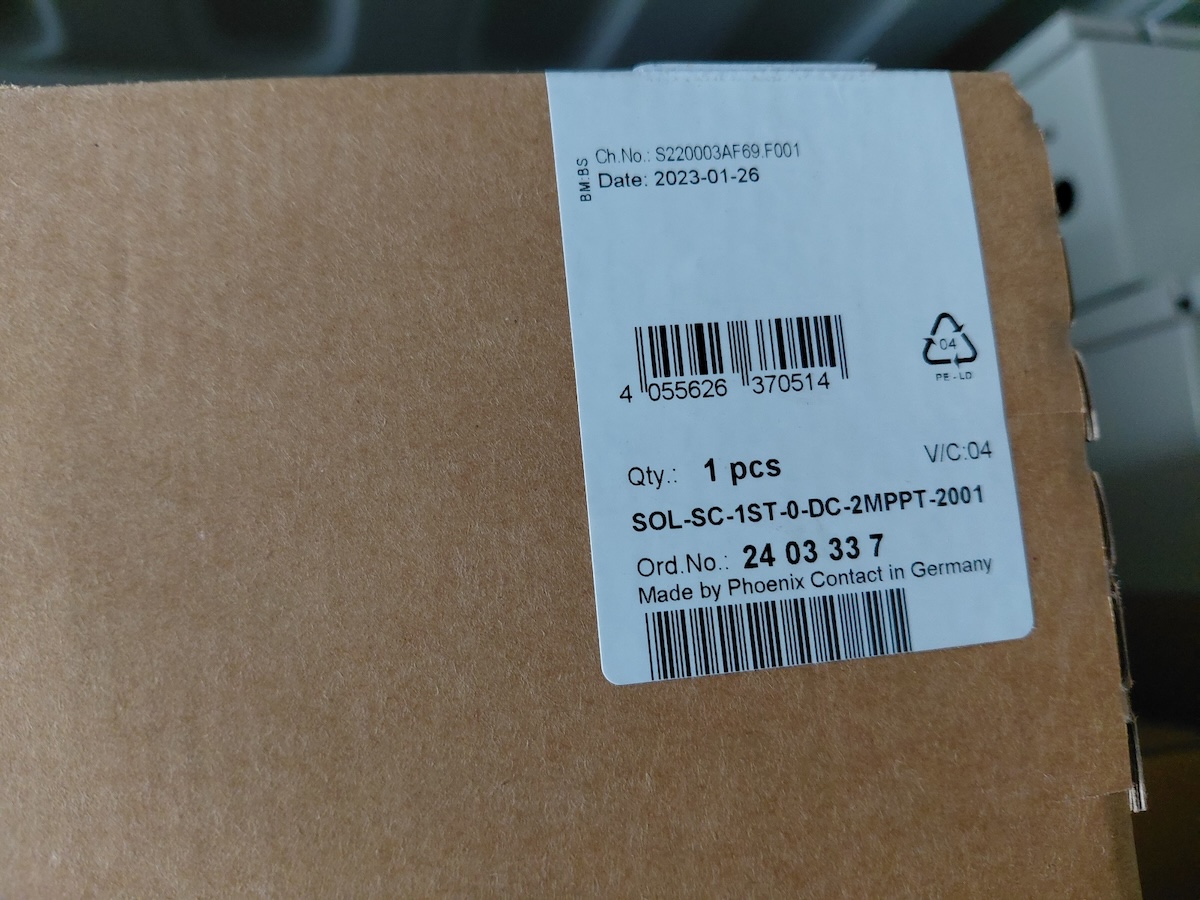 BM:BS
Ch.No.: S220003AF69.F001
Date: 2023-01-26
4 055626 370514
04
PE-LD
Qty.: 1 pcs
V/C:04
SOL-SC-1ST-0-DC-2MPPT-2001
Ord.No.: 24 03 33 7
Made by Phoenix Contact in Germany